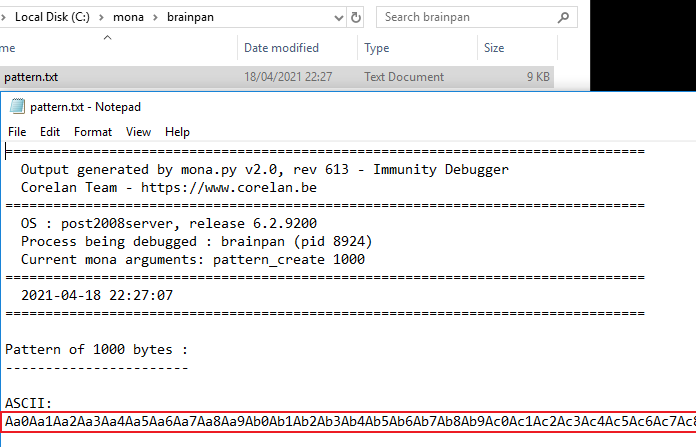 Local Disk (C:) › mona › brainpan
Search brainpan
me
Date modified
Type
Size
pattern.txt
18/04/2021 22:27
Text Document
9 KB
pattern.txt - Notepad
File Edit Format View Help
================================================================================
Output generated by mona.py v2.0, rev 613 - Immunity Debugger
Corelan Team - https://www.corelan.be
================================================================================
OS : post2008server, release 6.2.9200
Process being debugged : brainpan (pid 8924)
Current mona arguments: pattern_create 1000
================================================================================
2021-04-18 22:27:07
================================================================================
Pattern of 1000 bytes :
-----------------------
ASCII:
Aa0Aa1Aa2Aa3Aa4Aa5Aa6Aa7Aa8Aa9Ab0Ab1Ab2Ab3Ab4Ab5Ab6Ab7Ab8Ab9Ac0Ac1Ac2Ac3Ac4Ac5Ac6Ac7Ac8